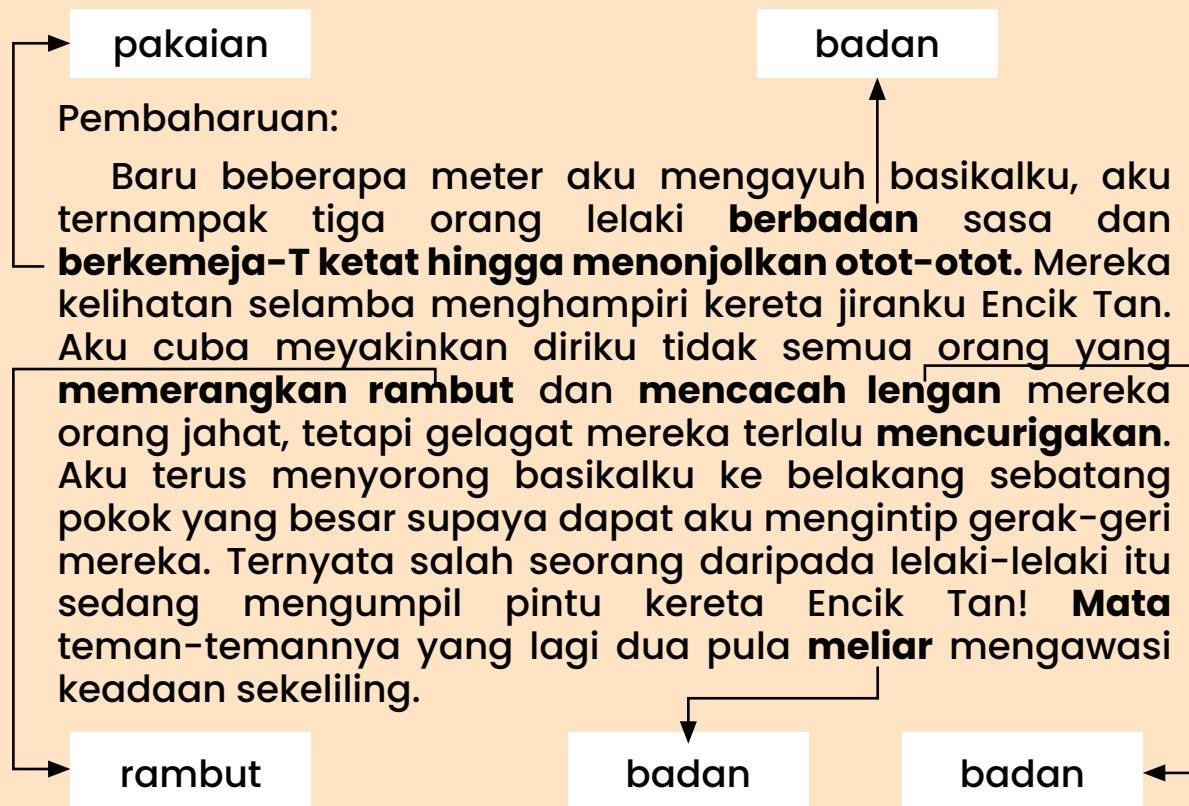 pakaian
badan
Pembaharuan:
Baru beberapa meter aku mengayuh basikalku, aku
ternampak tiga orang lelaki berbadan sasa dan
berkemeja-T ketat hingga menonjolkan otot-otot. Mereka
kelihatan selamba menghampiri kereta jiranku Encik Tan.
Aku cuba meyakinkan diriku tidak semua orang yang
memerangkan rambut dan mencacah lengan mereka
orang jahat, tetapi gelagat mereka terlalu mencurigakan.
Aku terus menyorong basikalku ke belakang sebatang
pokok yang besar supaya dapat aku mengintip gerak-geri
mereka. Ternyata salah seorang daripada lelaki-lelaki itu
sedang mengumpil pintu kereta Encik Tan! Mata
teman-temannya yang lagi dua pula meliar mengawasi
keadaan sekeliling.
rambut
badan
badan